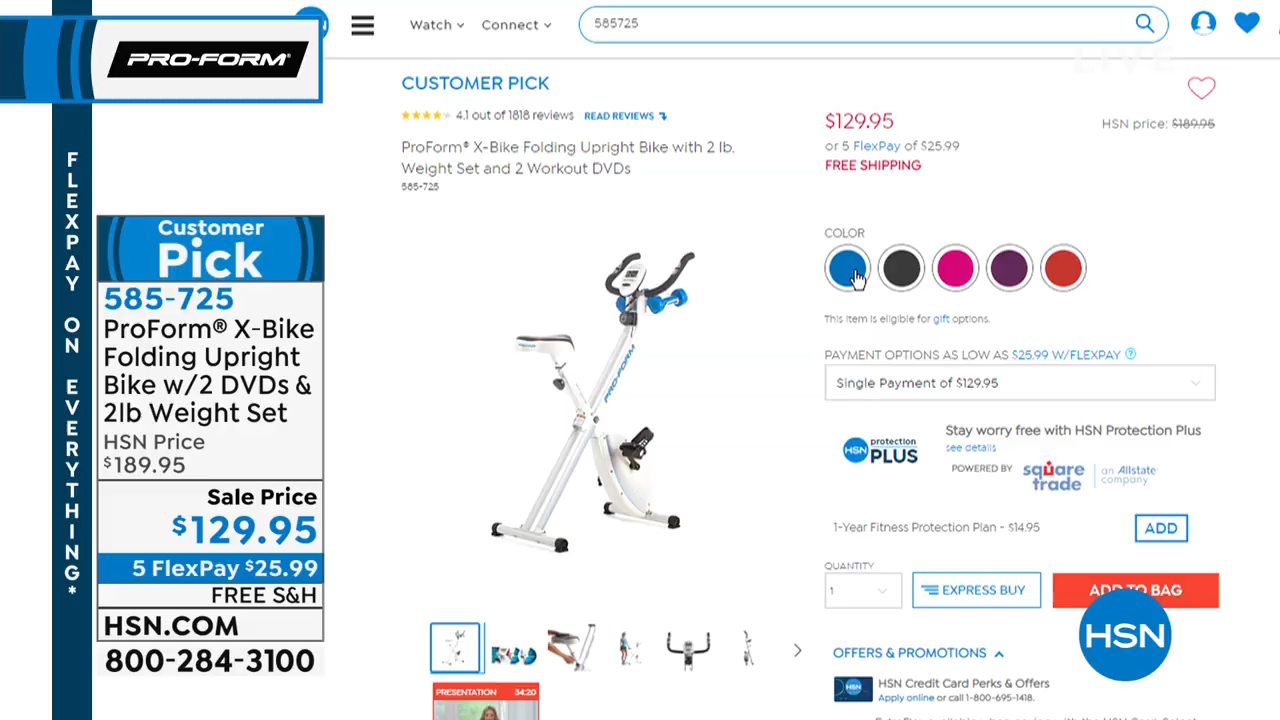 PRO-FORM®
FLEXPAY ON EVERYTHING*
Customer
Pick
585-725
ProForm® X-Bike
Folding Upright
Bike w/2 DVDs &
2lb Weight Set
HSN Price
$189.95
Sale Price
$129.95
5 FlexPay $25.99
FREE S&H
HSN.COM
800-284-3100
Watch
Connect
585725
LIVE
CUSTOMER PICK
4.1 out of 1818 reviews READ REVIEWS
ProForm® X-Bike Folding Upright Bike with 2 lb.
Weight Set and 2 Workout DVDs
585-725
PRO-FORM
$129.95
HSN price: $189.95
or 5 FlexPay of $25.99
FREE SHIPPING
COLOR
This item is eligible for gift options.
PAYMENT OPTIONS AS LOW AS $25.99 W/FLEXPAY ?
Single Payment of $129.95
HSN protection PLUS
Stay worry free with HSN Protection Plus
see details
POWERED BY square trade an Allstate company
1-Year Fitness Protection Plan - $14.95
ADD
QUANTITY
1
EXPRESS BUY
ADD TO BAG
HSN
OFFERS & PROMOTIONS
HSN
HSN Credit Card Perks & Offers
Apply online or call 1-800-695-1418.
PRESENTATION 34:20